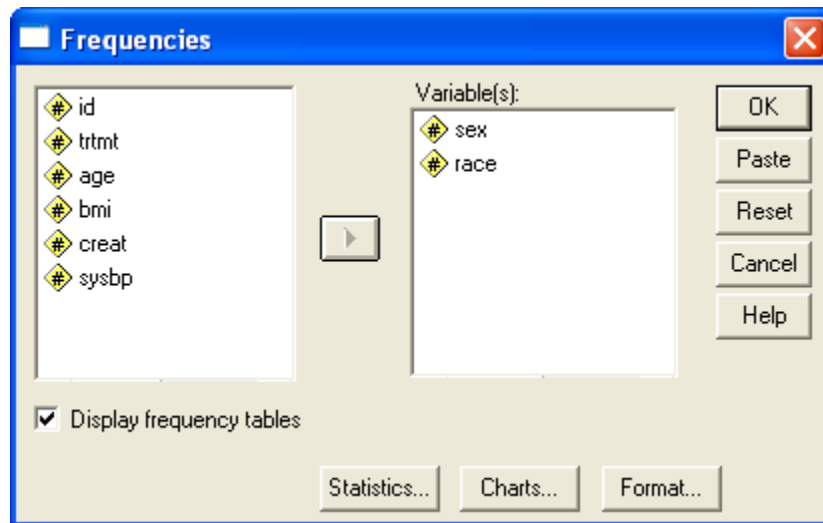 Frequencies
id
trtmt
age
bmi
creat
sysbp
Variable(s):
sex
race
OK
Paste
Reset
Cancel
Help
Display frequency tables
Statistics...
Charts...
Format...